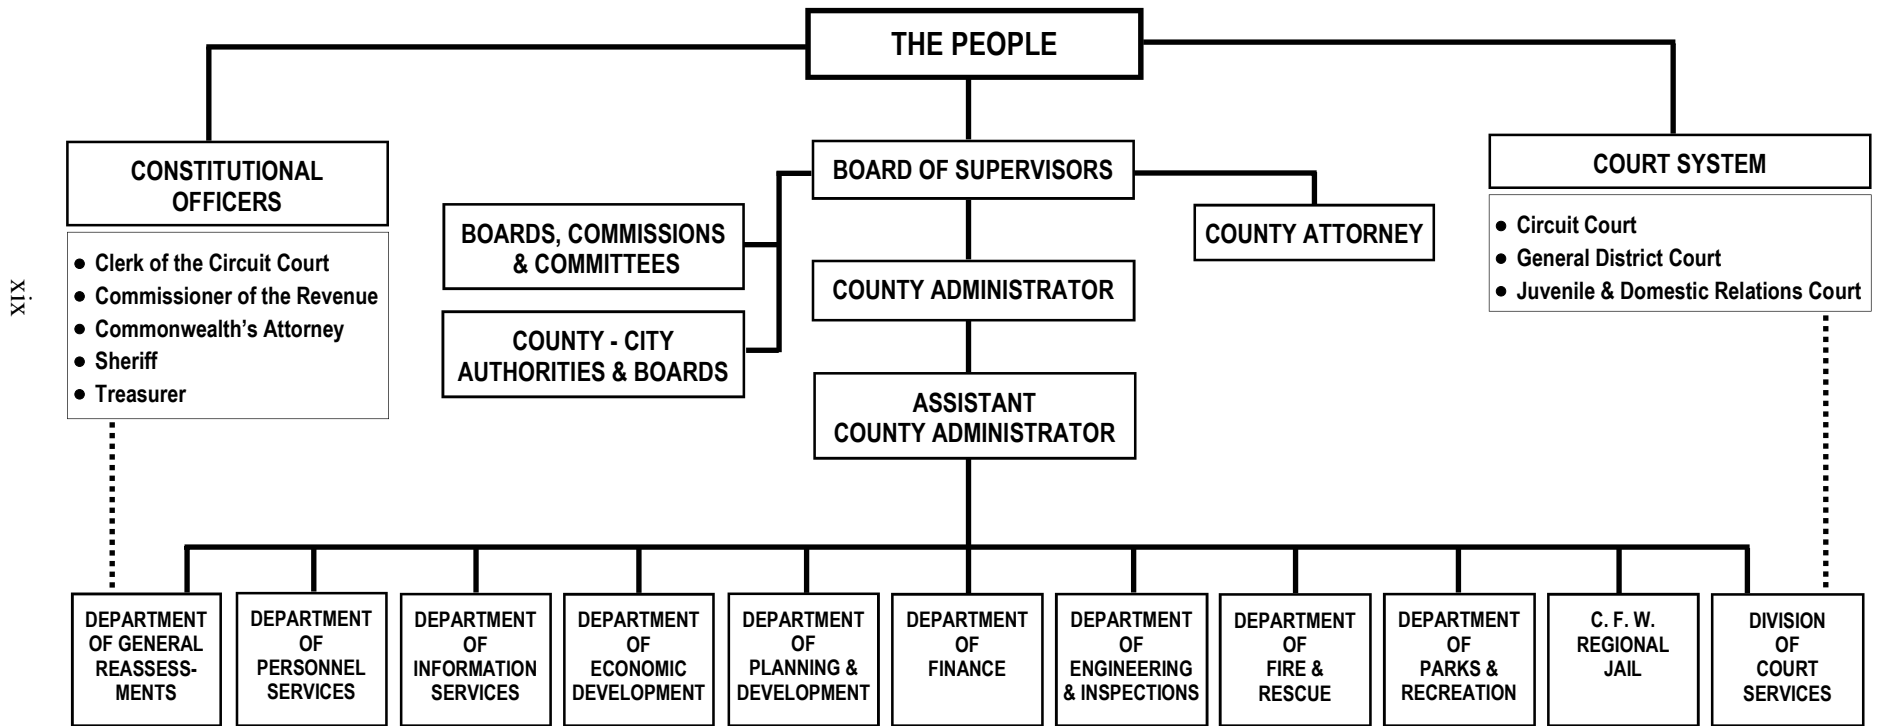 THE PEOPLE
CONSTITUTIONAL
OFFICERS
● Clerk of the Circuit Court
● Commissioner of the Revenue
● Commonwealth’s Attorney
● Sheriff
● Treasurer
BOARD OF SUPERVISORS
BOARDS, COMMISSIONS
& COMMITTEES
COUNTY - CITY
AUTHORITIES & BOARDS
COUNTY ATTORNEY
COUNTY ADMINISTRATOR
ASSISTANT
COUNTY ADMINISTRATOR
COURT SYSTEM
● Circuit Court
● General District Court
● Juvenile & Domestic Relations Court
DEPARTMENT
OF GENERAL
REASSESS-
MENTS
DEPARTMENT
OF
PERSONNEL
SERVICES
DEPARTMENT
OF
INFORMATION
SERVICES
DEPARTMENT
OF
ECONOMIC
DEVELOPMENT
DEPARTMENT
OF
PLANNING &
DEVELOPMENT
DEPARTMENT
OF
FINANCE
DEPARTMENT
OF
ENGINEERING
& INSPECTIONS
DEPARTMENT
OF
FIRE &
RESCUE
DEPARTMENT
OF
PARKS &
RECREATION
C. F. W.
REGIONAL
JAIL
DIVISION
OF
COURT
SERVICES
xix